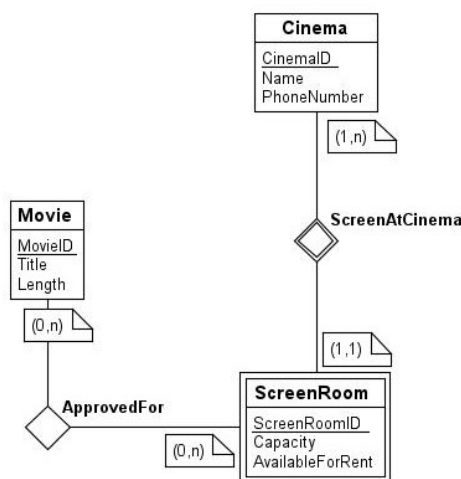 Cinema
CinemaID
Name
PhoneNumber
(1,n)
ScreenAtCinema
Movie
MovieID
Title
Length
(0,n)
(1,1)
ApprovedFor
(0,n)
ScreenRoom
ScreenRoomID
Capacity
AvailableForRent